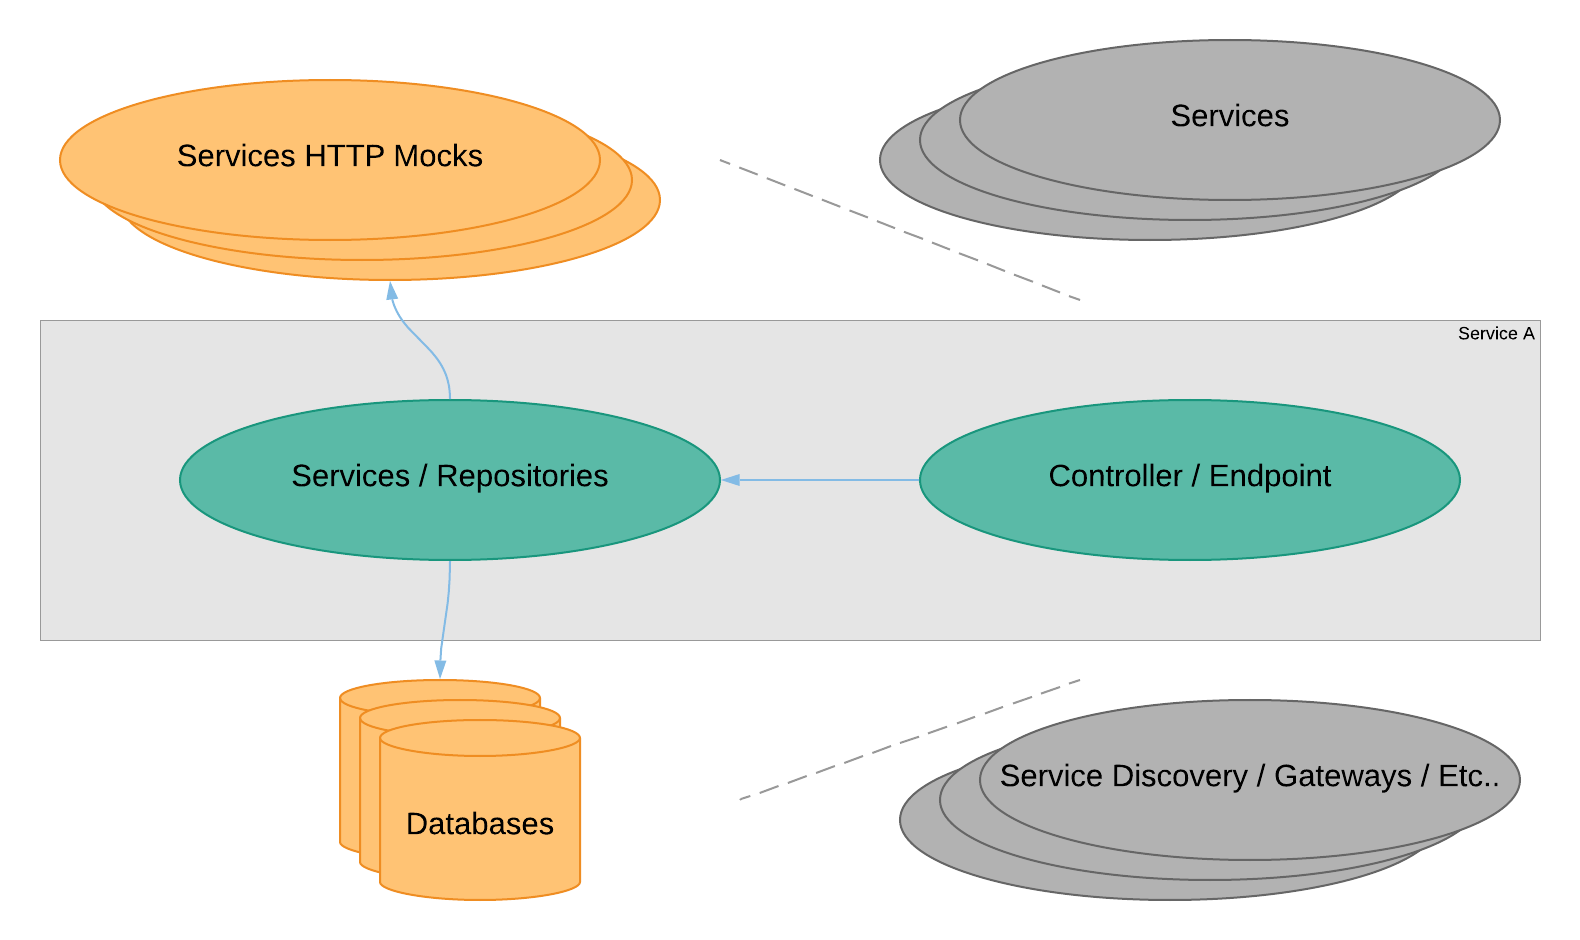 Services
Services HTTP Mocks
Service A
Services / Repositories
Controller / Endpoint
Service Discovery / Gateways / Etc..
Databases